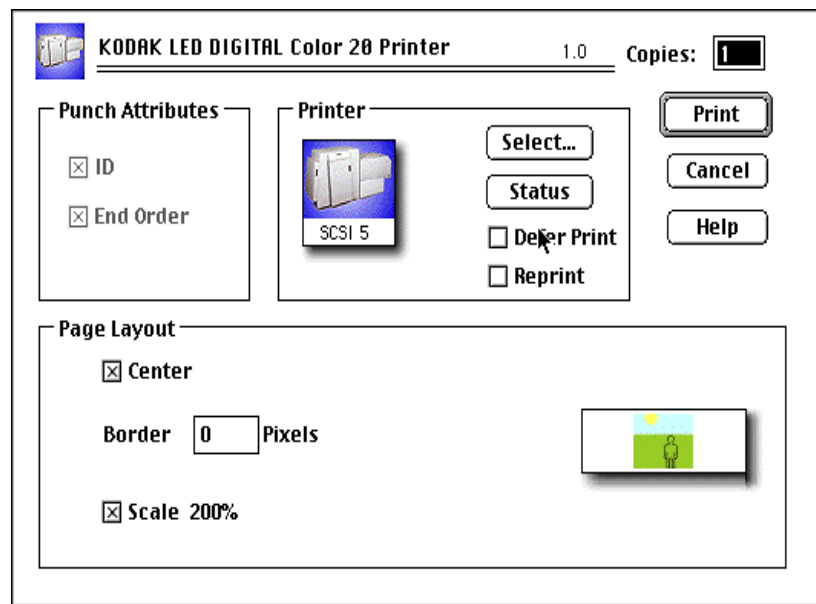 KODAK LED DIGITAL Color 20 Printer 1.0 Copies: 1
Punch Attributes
ID
End Order
Printer
SCSI 5
Select...
Status
Defer Print
Reprint
Print
Cancel
Help
Page Layout
Center
Border 0 Pixels
Scale 200%